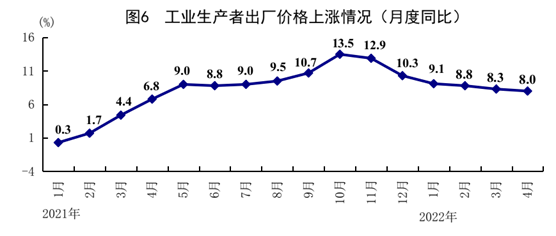 图6 工业生产者出厂价格上涨情况（月度同比）
(%)
16
11
6
1
-4
0.3 1.7 4.4 6.8 9.0 8.8 9.0 9.5 10.7 13.5 12.9 10.3 9.1 8.8 8.3 8.0
1月 2月 3月 4月 5月 6月 7月 8月 9月 10月 11月 12月 1月 2月 3月 4月
2021年 2022年